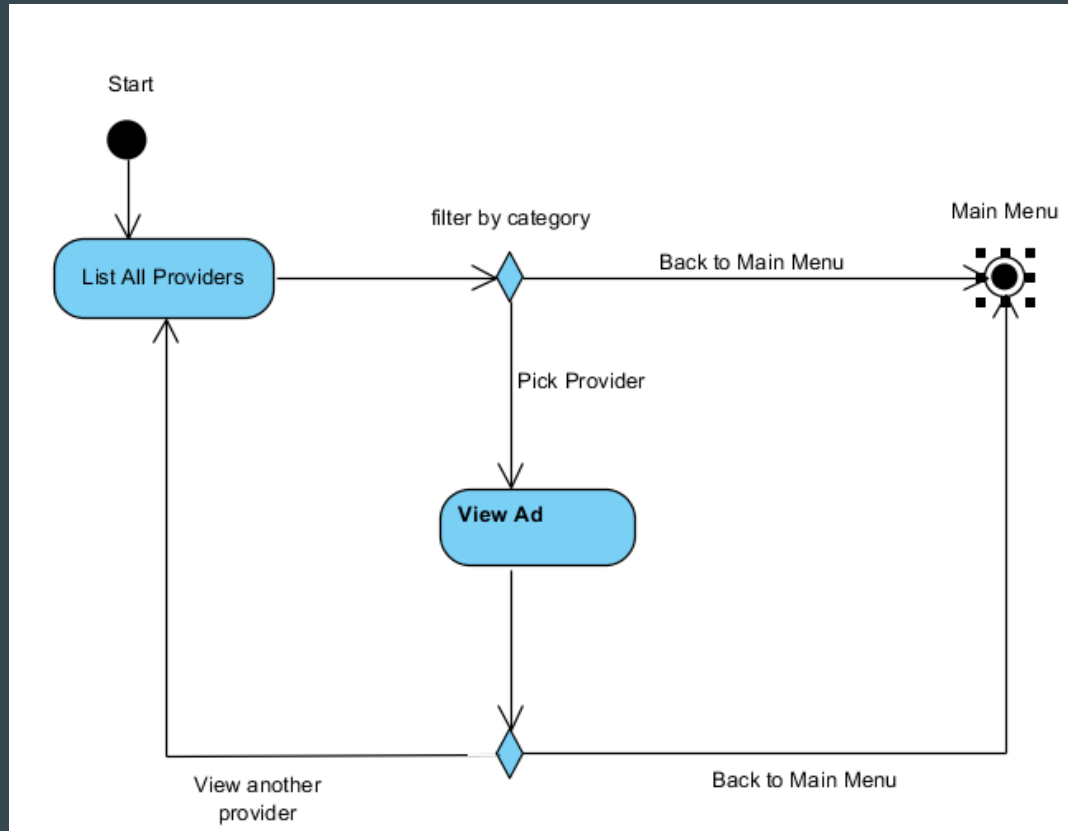 Start
filter by category
Main Menu
List All Providers
Back to Main Menu
Pick Provider
View Ad
View another
provider
Back to Main Menu